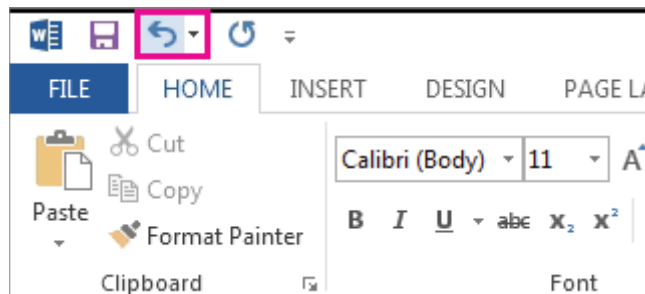 FILE HOME INSERT DESIGN PAGE LA
Cut
Copy
Paste
Format Painter
Clipboard
Calibri (Body) 11 A
B I U abc X₂ X²
Font